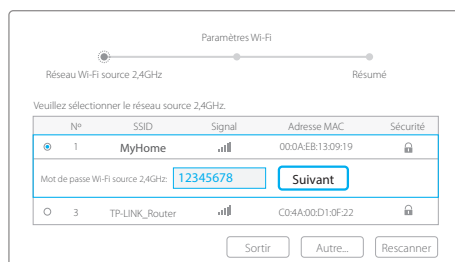 Paramètres Wi-Fi
Réseau Wi-Fi source 2,4GHz Résumé
Veuillez sélectionner le réseau source 2,4GHz.
Nº SSID Signal Adresse MAC Sécurité
1 MyHome 00:0A:EB:13:09:19
Mot de passe Wi-Fi source 2,4GHz: 12345678 Suivant
3 TP-LINK_Router C0:4A:00:D1:0F:22
Sortir Autre... Rescanner